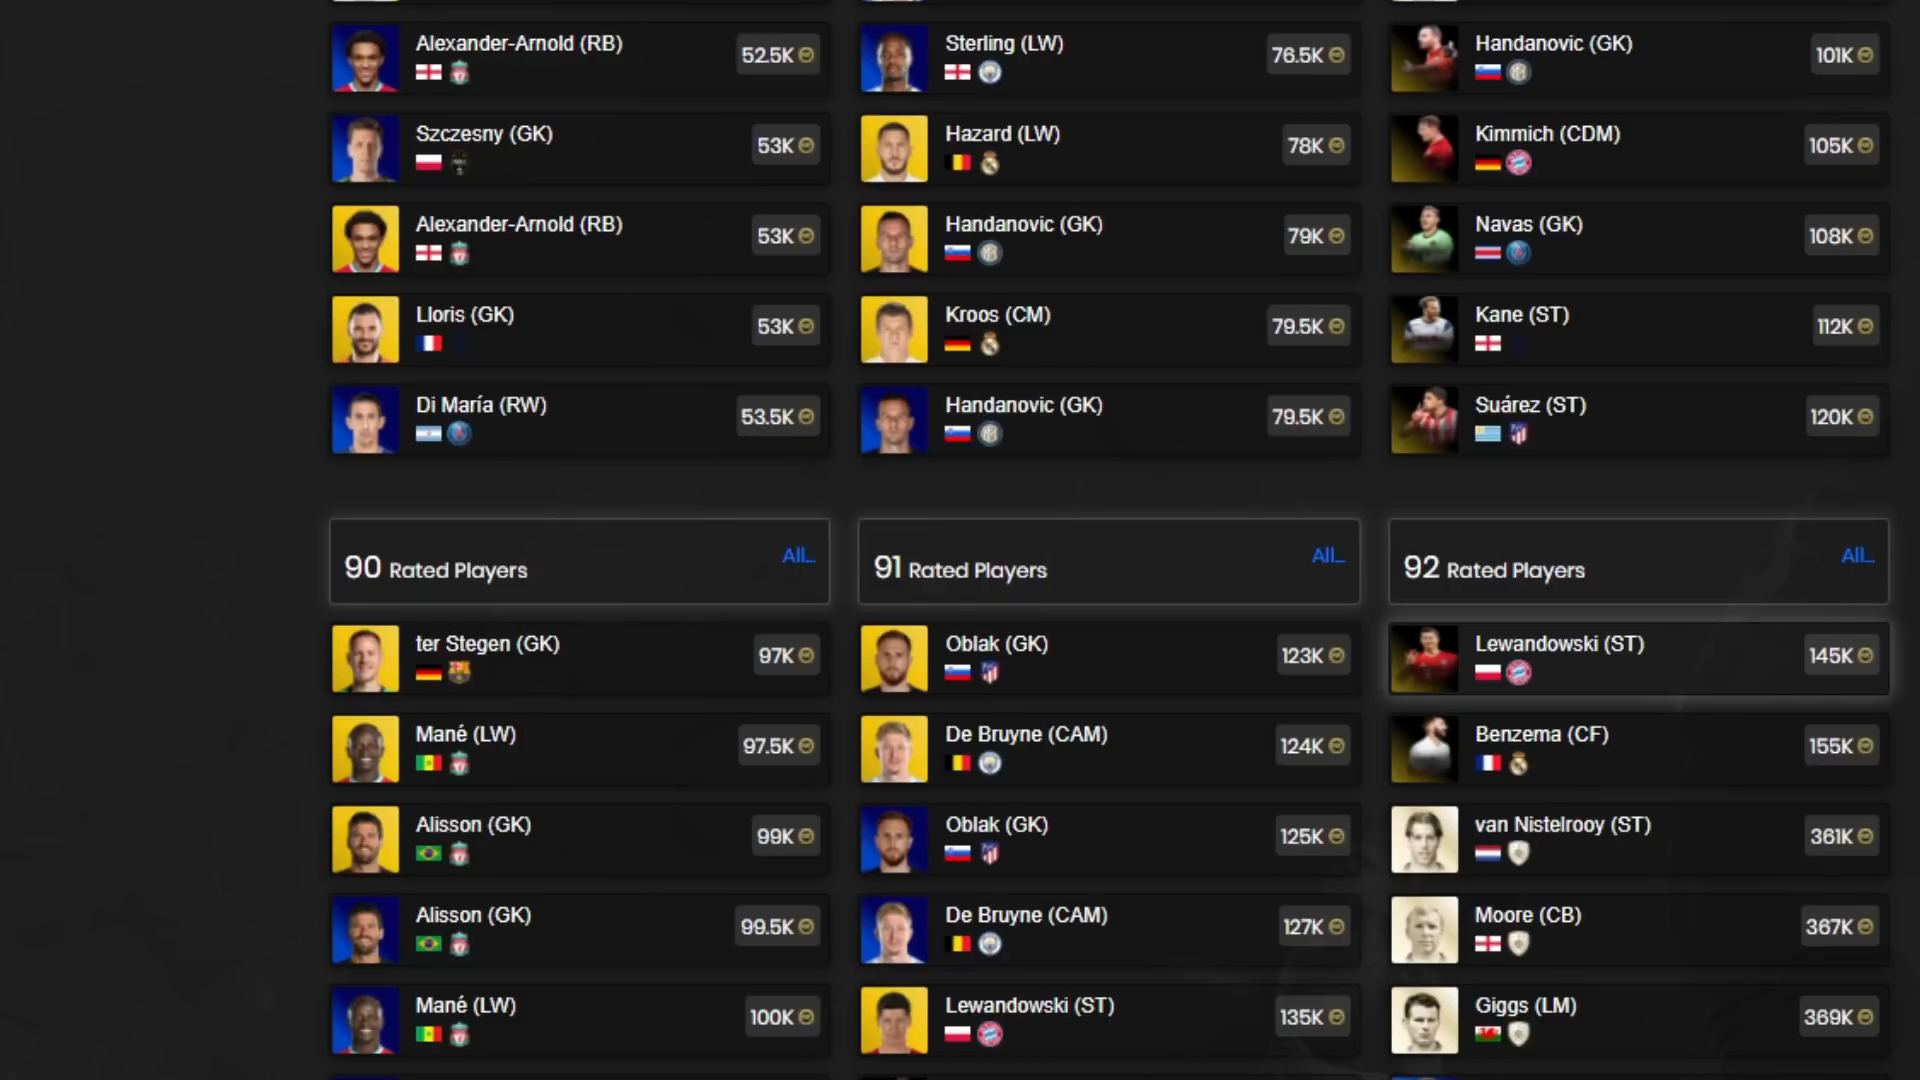 Alexander-Arnold (RB)
52.5K
Szczesny (GK)
53K
Alexander-Arnold (RB)
53K
Lloris (GK)
53K
Di María (RW)
53.5K
Sterling (LW)
76.5K
Hazard (LW)
78K
Handanovic (GK)
79K
Kroos (CM)
79.5K
Handanovic (GK)
79.5K
Handanovic (GK)
101K
Kimmich (CDM)
105K
Navas (GK)
108K
Kane (ST)
112K
Suárez (ST)
120K
90 Rated Players
All...
ter Stegen (GK)
97K
Mané (LW)
97.5K
Alisson (GK)
99K
Alisson (GK)
99.5K
Mané (LW)
100K
91 Rated Players
All...
Oblak (GK)
123K
De Bruyne (CAM)
124K
Oblak (GK)
125K
De Bruyne (CAM)
127K
Lewandowski (ST)
135K
92 Rated Players
All...
Lewandowski (ST)
145K
Benzema (CF)
155K
van Nistelrooy (ST)
361K
Moore (CB)
367K
Giggs (LM)
369K